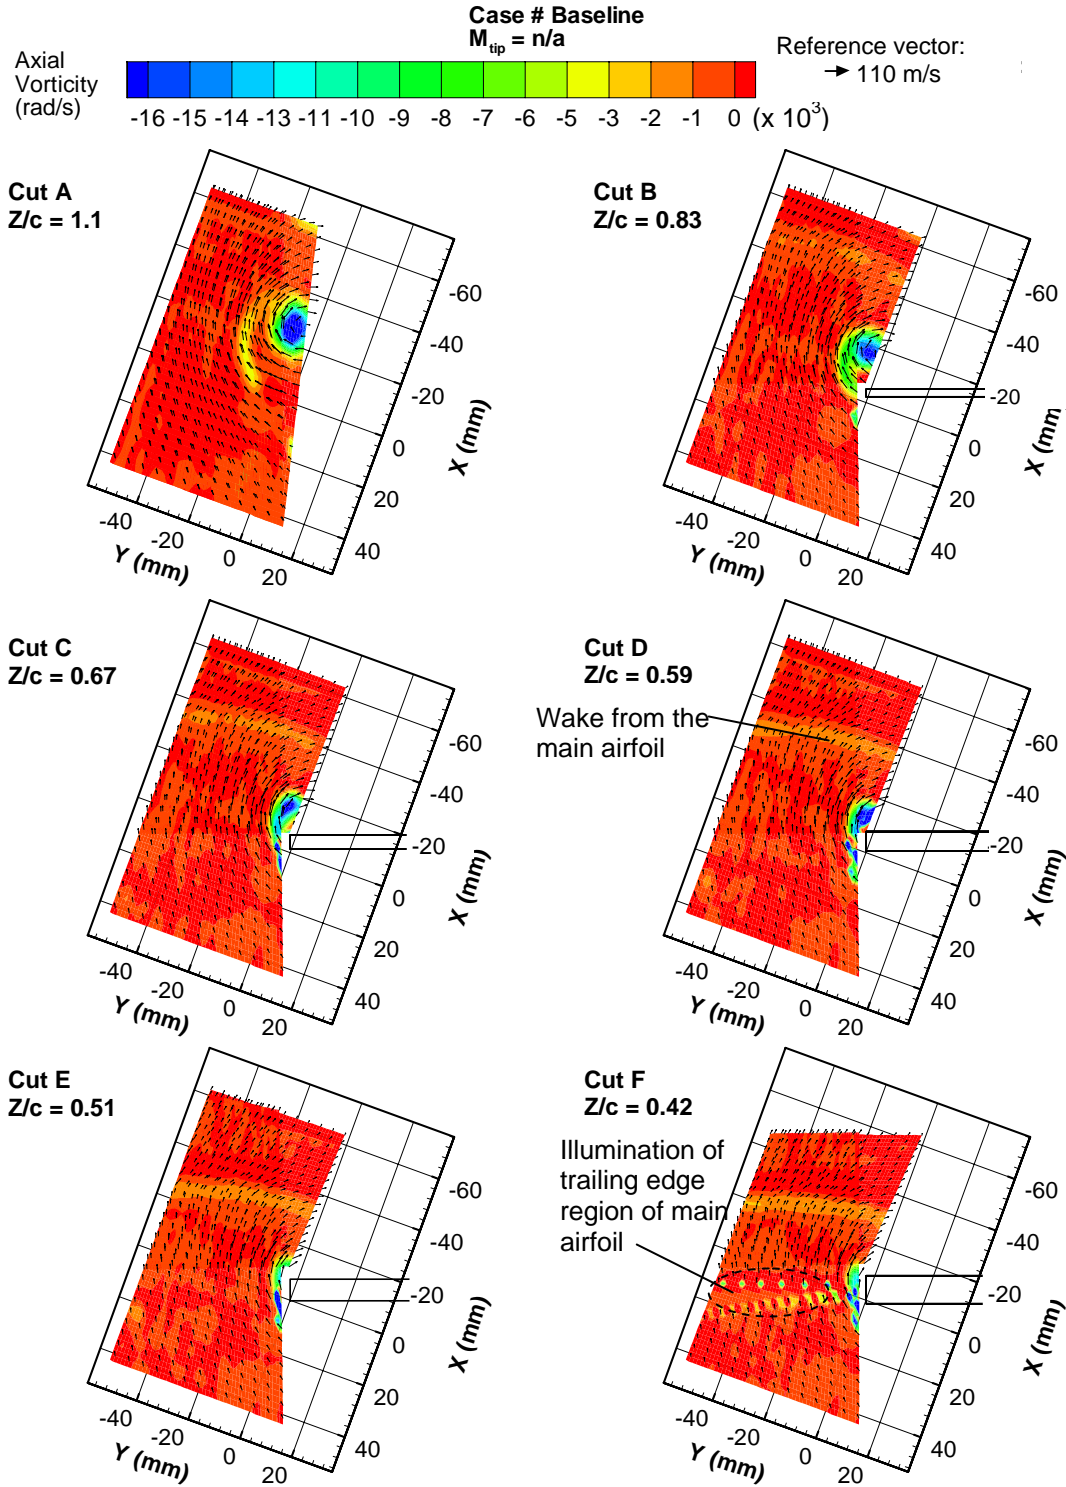 Case # Baseline
M_tip = n/a
Axial
Vorticity
(rad/s)
Reference vector:
110 m/s
-16 -15 -14 -13 -11 -10 -9 -8 -7 -6 -5 -3 -2 -1 0 (x 10^3)
Cut A
Z/c = 1.1
-60
-40
-20
0
20
40
X (mm)
-40
-20
0
20
Y (mm)
Cut B
Z/c = 0.83
-60
-40
-20
0
20
40
X (mm
-40
-20
0
20
Y (mm)
Cut C
Z/c = 0.67
-60
-40
-20
0
20
40
X (mm)
-40
-20
0
20
Y (mm)
Cut D
Z/c = 0.59
Wake from the
main airfoil
-60
-40
-20
0
20
40
X (mm)
-40
-20
0
20
Y (mm)
Cut E
Z/c = 0.51
-60
-40
-20
0
20
40
X (mm)
-40
-20
0
20
Y (mm)
Cut F
Z/c = 0.42
Illumination of
trailing edge
region of main
airfoil
-60
-40
-20
0
20
40
X (mm)
-40
-20
0
20
Y (mm)